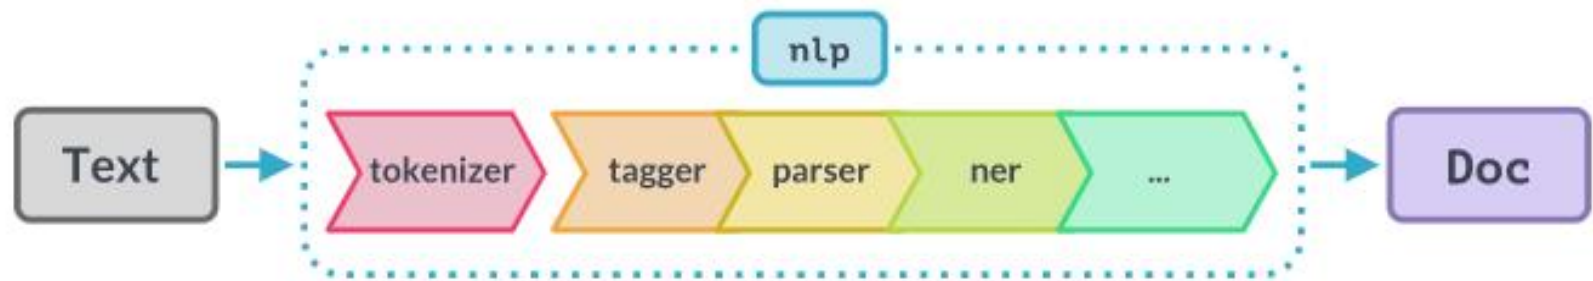 nlp
Text
tokenizer
tagger
parser
ner
...
Doc